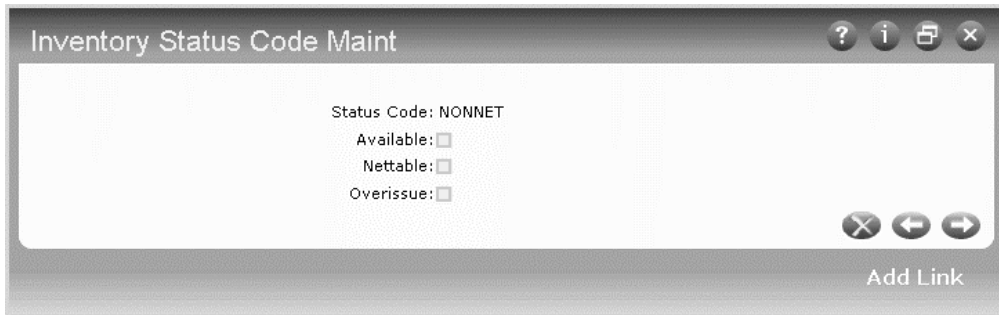 Inventory Status Code Maint
Status Code: NONNET
Available:
Nettable:
Overissue:
Add Link